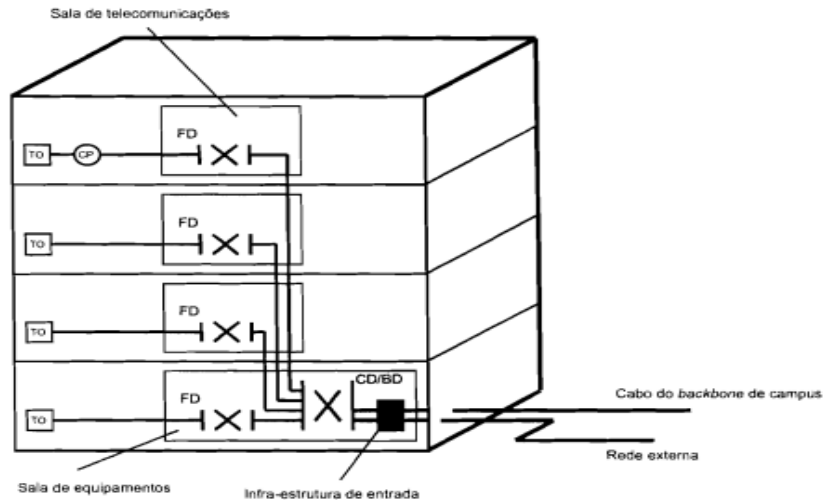 Sala de telecomunicações
FD
TO
CP
FD
TO
FD
TO
CD/BD
FD
TO
Cabo do backbone de campus
Rede externa
Sala de equipamentos
Infra-estrutura de entrada